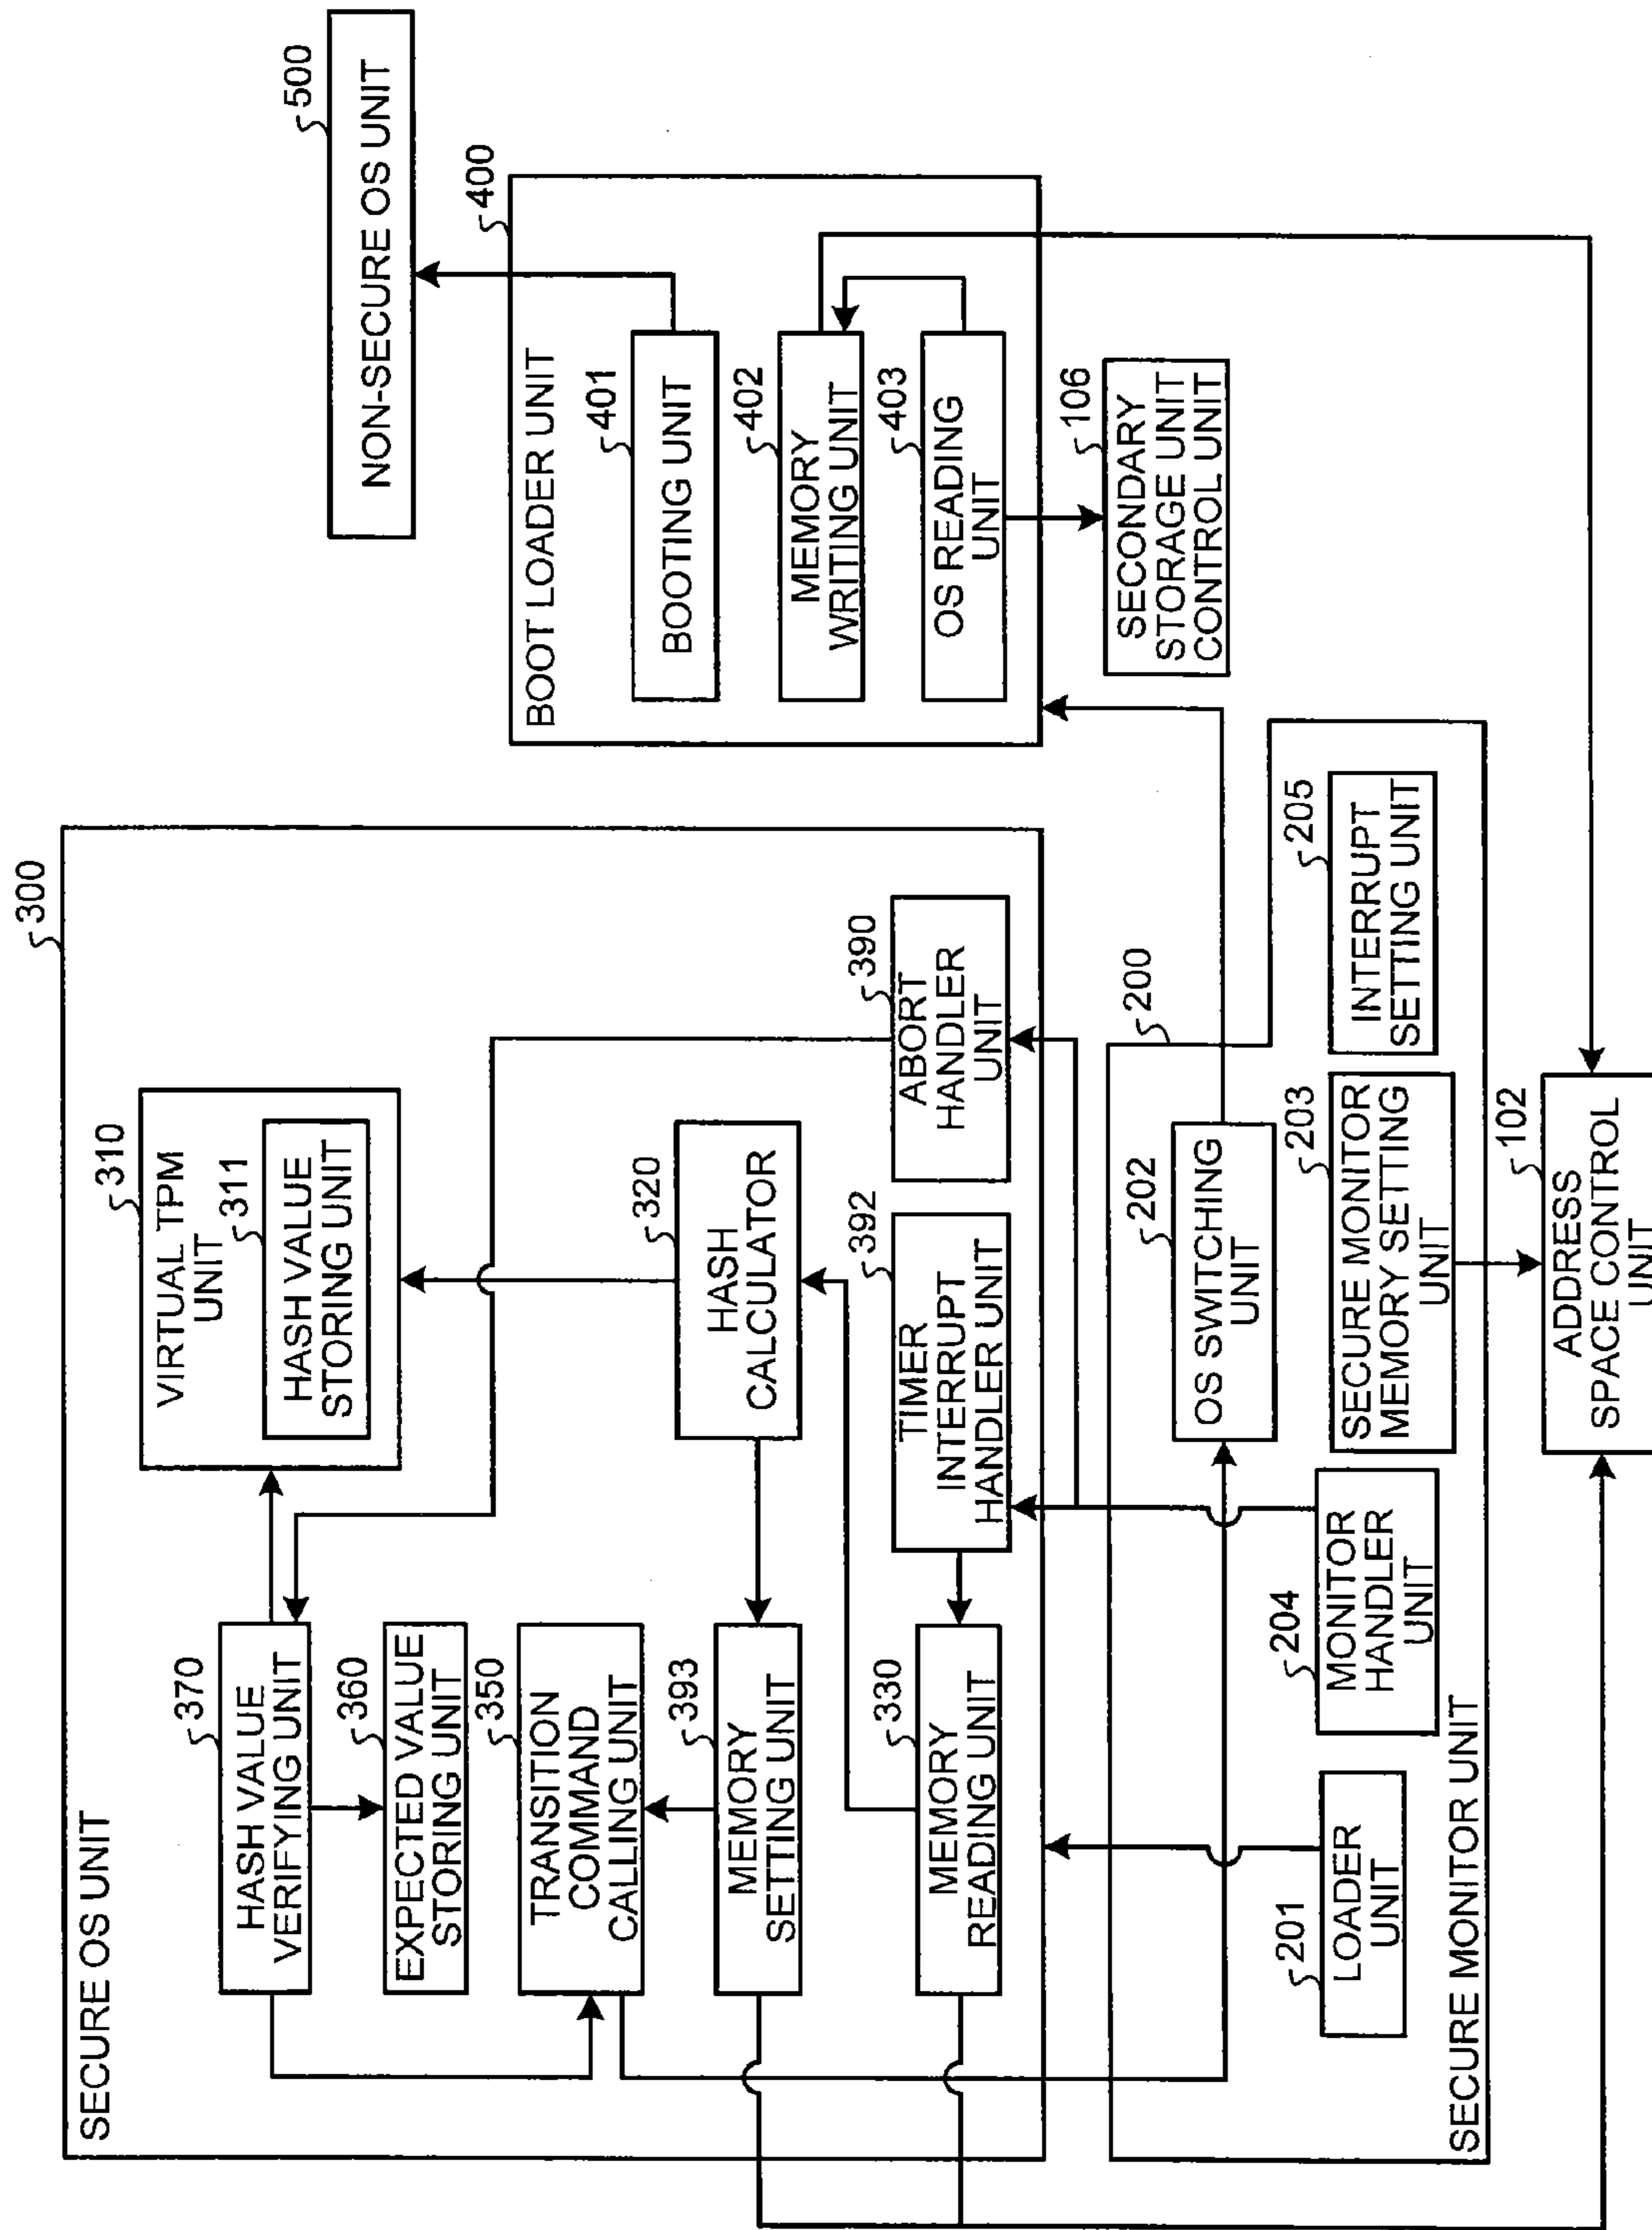 SECURE OS UNIT
300
370
HASH VALUE
VERIFYING UNIT
360
EXPECTED VALUE
STORING UNIT
350
TRANSITION
COMMAND
CALLING UNIT
393
MEMORY
SETTING UNIT
330
MEMORY
READING UNIT
310
VIRTUAL TPM
UNIT
311
HASH VALUE
STORING UNIT
320
HASH
CALCULATOR
392
TIMER
INTERRUPT
HANDLER UNIT
390
ABORT
HANDLER
UNIT
500
NON-SECURE OS UNIT
400
BOOT LOADER UNIT
401
BOOTING UNIT
402
MEMORY
WRITING UNIT
403
OS READING
UNIT
106
SECONDARY
STORAGE UNIT
CONTROL UNIT
200
202
OS SWITCHING
UNIT
201
LOADER
UNIT
204
MONITOR
HANDLER
UNIT
203
SECURE MONITOR
MEMORY SETTING
UNIT
205
INTERRUPT
SETTING UNIT
SECURE MONITOR UNIT
102
ADDRESS
SPACE CONTROL
UNIT